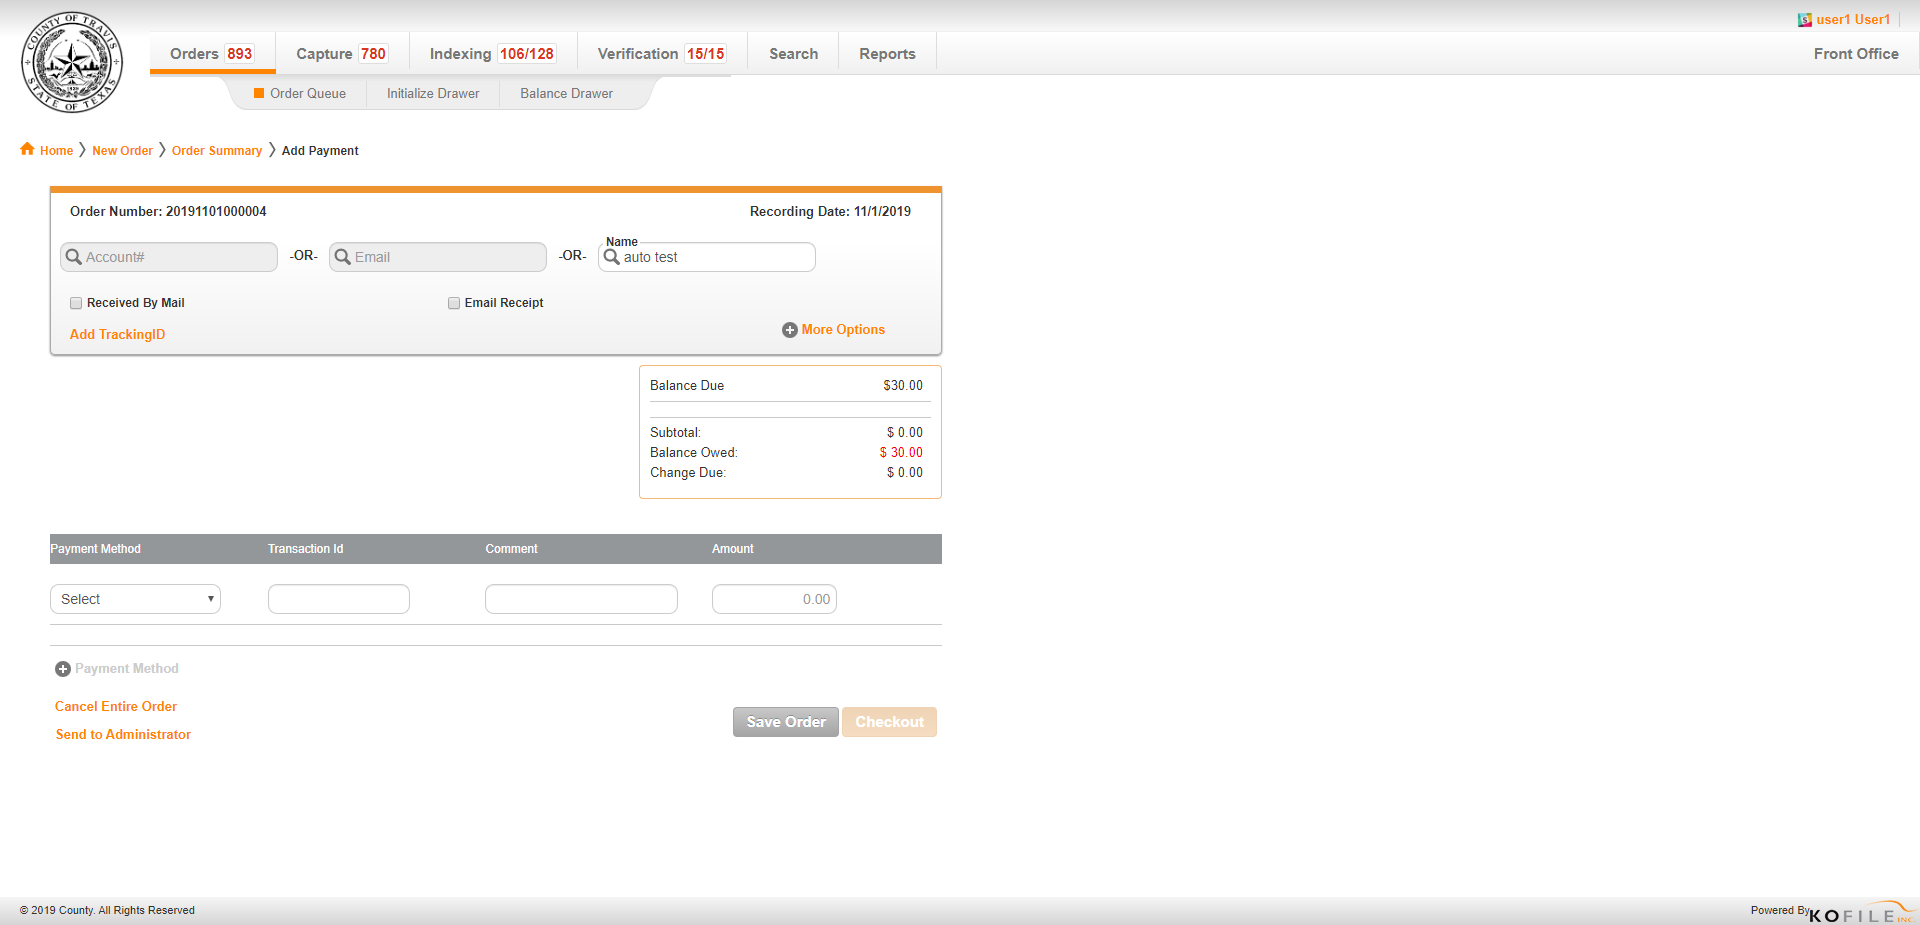 user1 User1
COUNTY OF TRAVIS
STATE OF TEXAS
Orders 893
Capture 780
Indexing 106/128
Verification 15/15
Search
Reports
Front Office
Order Queue
Initialize Drawer
Balance Drawer
Home
New Order
Order Summary
Add Payment
Order Number: 20191101000004
Recording Date: 11/1/2019
Account#
-OR-
Email
-OR-
Name
auto test
Received By Mail
Email Receipt
Add TrackingID
More Options
Balance Due $30.00
Subtotal: $ 0.00
Balance Owed: $ 30.00
Change Due: $ 0.00
Payment Method Transaction Id Comment Amount
Select 0.00
Payment Method
Cancel Entire Order
Send to Administrator
Save Order
Checkout
© 2019 County. All Rights Reserved
Powered By
KOFILE INC.